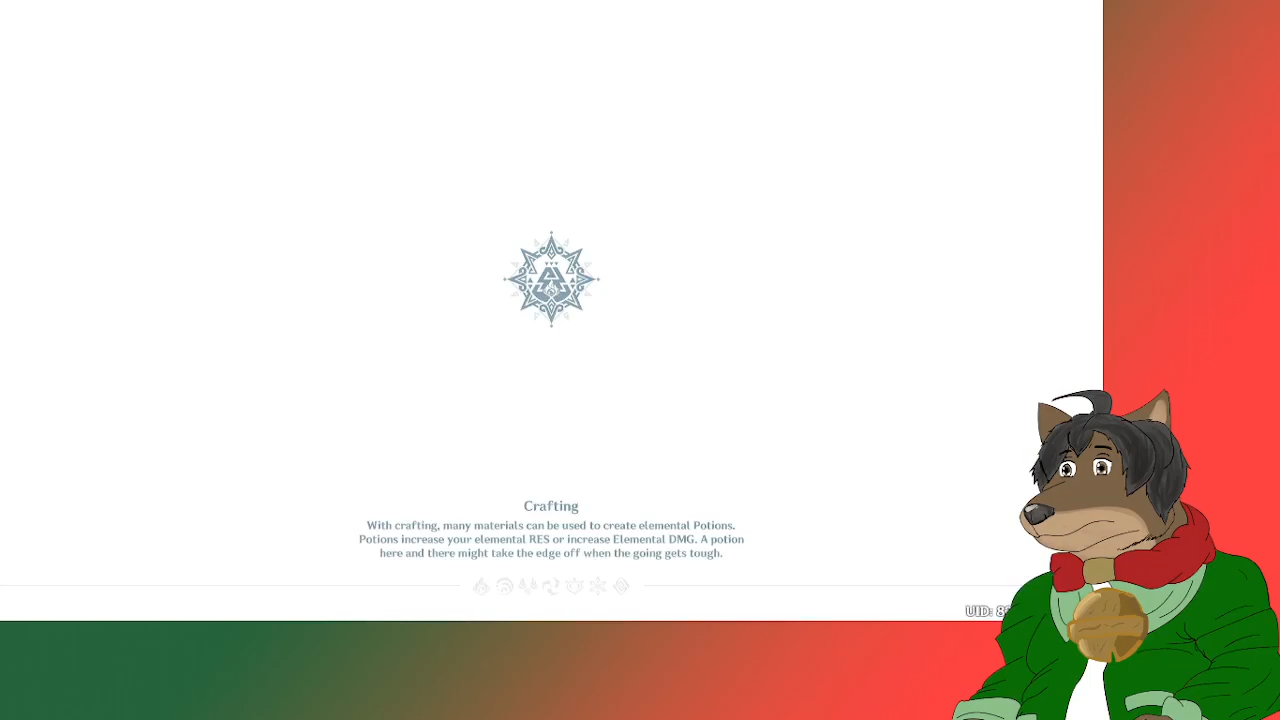 Crafting
With crafting, many materials can be used to create elemental Potions.
Potions increase your elemental RES or increase Elemental DMG. A potion
here and there might take the edge off when the going gets tough.
UID: 8